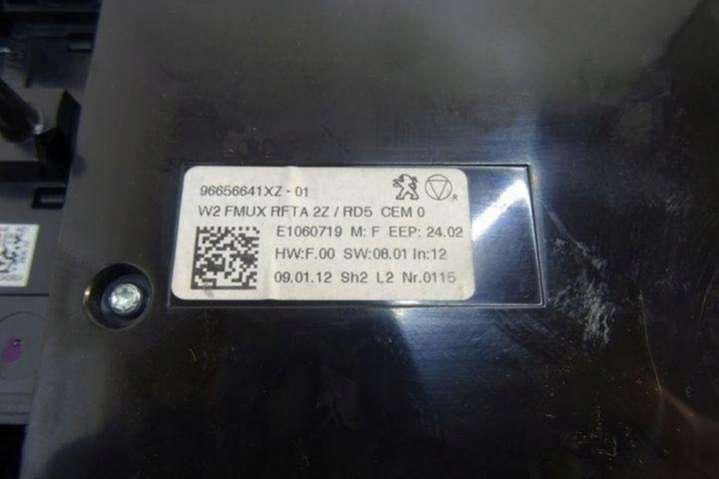 96656641XZ - 01
W2 FMUX RFTA 2Z / RD5 CEM 0
E1060719 M: F EEP: 24.02
HW:F.00 SW:08.01 In:12
09.01.12 Sh2 L2 Nr.0115
R